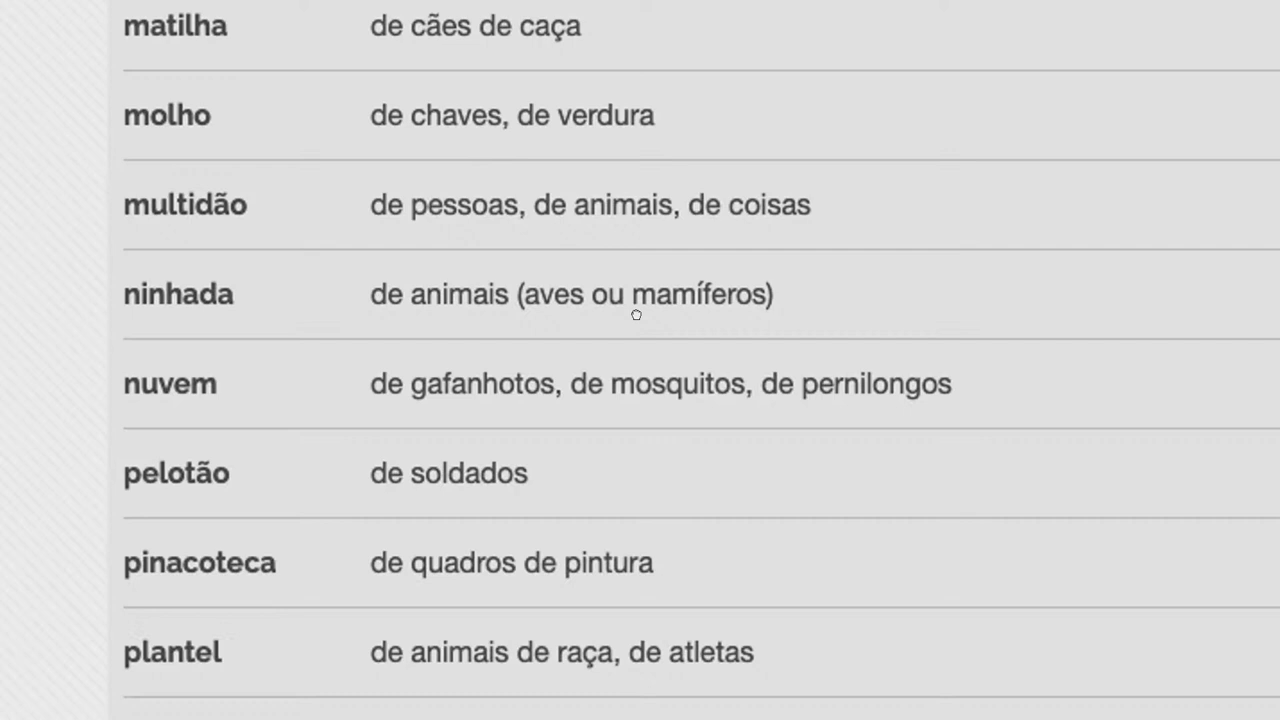 matilha de cães de caça
molho de chaves, de verdura
multidão de pessoas, de animais, de coisas
ninhada de animais (aves ou mamíferos)
nuvem de gafanhotos, de mosquitos, de pernilongos
pelotão de soldados
pinacoteca de quadros de pintura
plantel de animais de raça, de atletas